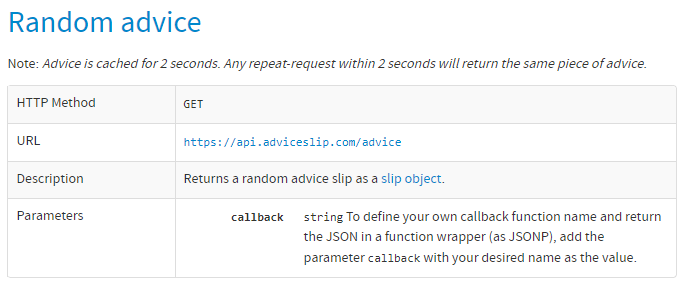 Random advice
Note: Advice is cached for 2 seconds. Any repeat-request within 2 seconds will return the same piece of advice.
HTTP Method GET
URL https://api.adviceslip.com/advice
Description Returns a random advice slip as a slip object.
Parameters callback string To define your own callback function name and return
the JSON in a function wrapper (as JSONP), add the
parameter callback with your desired name as the value.